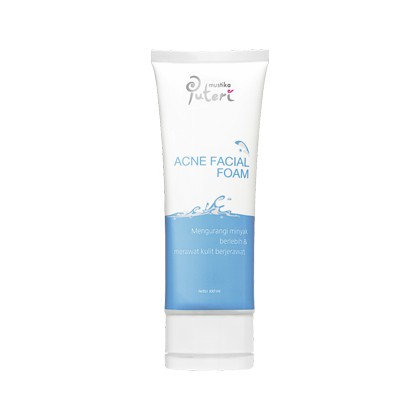 mustika
Puteri
ACNE FACIAL
FOAM
Mengurangi minyak
berlebih &
merawat kulit berjerawat